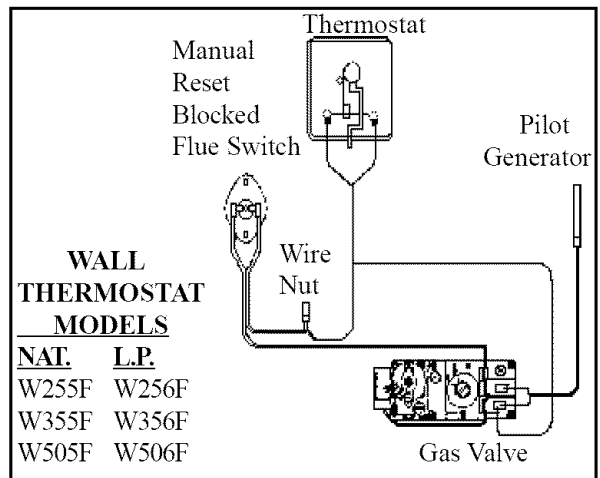 Thermostat
Manual
Reset
Blocked
Flue Switch
Pilot
Generator
Wire
Nut
WALL
THERMOSTAT
MODELS
NAT. L.P.
W255F W256F
W355F W356F
W505F W506F
Gas Valve